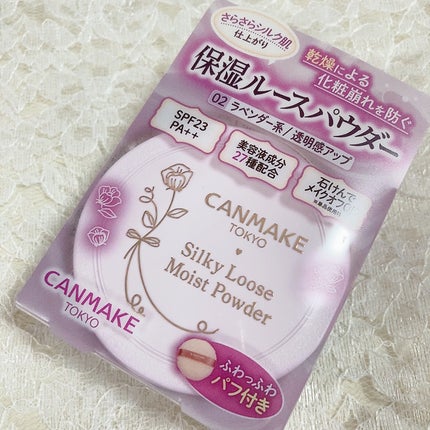 さらさらシルク肌
仕上がり
乾燥による
化粧崩れを防ぐ
保湿ルースパウダー
02 ラベンダー系/透明感アップ
SPF23
PA++
美容液成分
27種配合
石けんで
メイクオフ
CANMAKE
TOKYO
Silky Loose
Moist Powder
CANMAKE
TOKYO
ふわっふわ
パフ付き